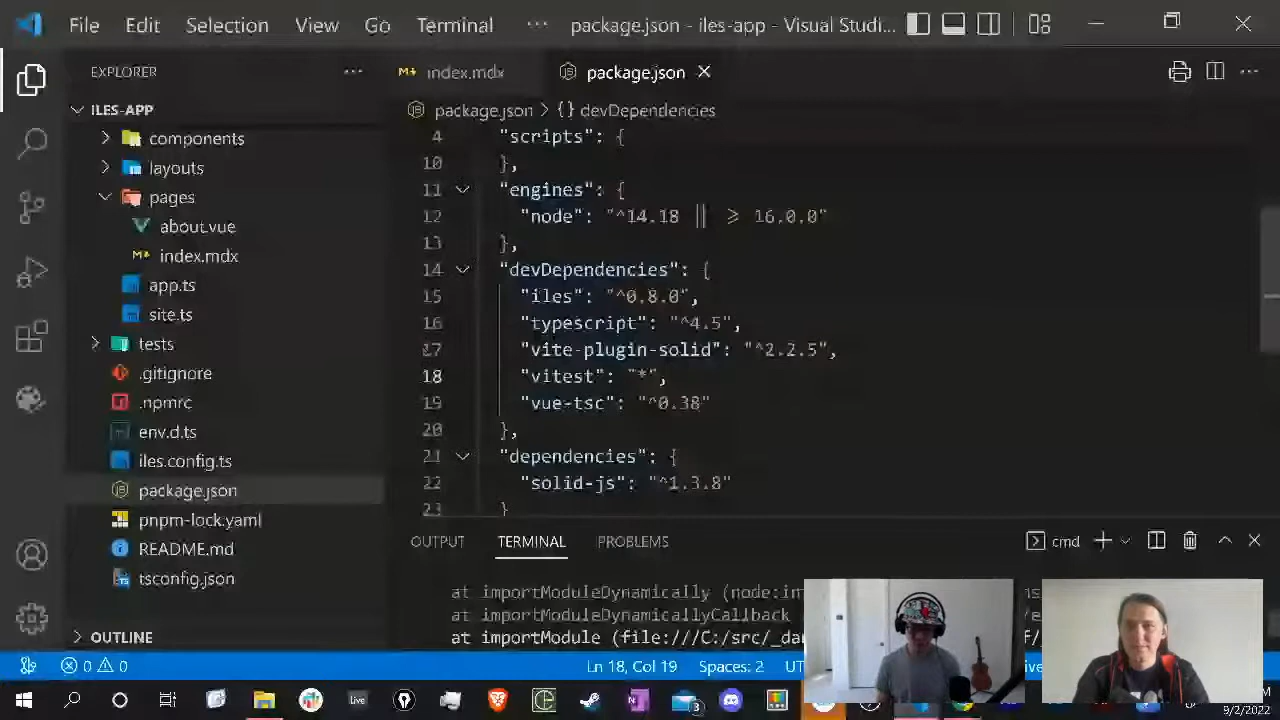 File Edit Selection View Go Terminal ··· package.json - iles-app - Visual Studi...
EXPLORER ···
index.mdx
package.json
ILES-APP
package.json > {} devDependencies
components
layouts
pages
about.vue
index.mdx
app.ts
site.ts
tests
.gitignore
.npmrc
env.d.ts
iles.config.ts
package.json
pnpm-lock.yaml
README.md
tsconfig.json
OUTLINE
4 "scripts": {
10 },
11 "engines": {
12 "node": "^14.18 || >= 16.0.0"
13 },
14 "devDependencies": {
15 "iles": "^0.8.0",
16 "typescript": "^4.5",
17 "vite-plugin-solid": "^2.2.5",
18 "vitest": "*",
19 "vue-tsc": "^0.38"
20 },
21 "dependencies": {
22 "solid-js": "^1.3.8"
23 }
OUTPUT TERMINAL PROBLEMS cmd
at importModuleDynamically (node:in
at importModuleDynamicallyCallback
at importModule (file:///C:/src/_da
0 0 Ln 18, Col 19 Spaces: 2
Live
3
9/2/2022